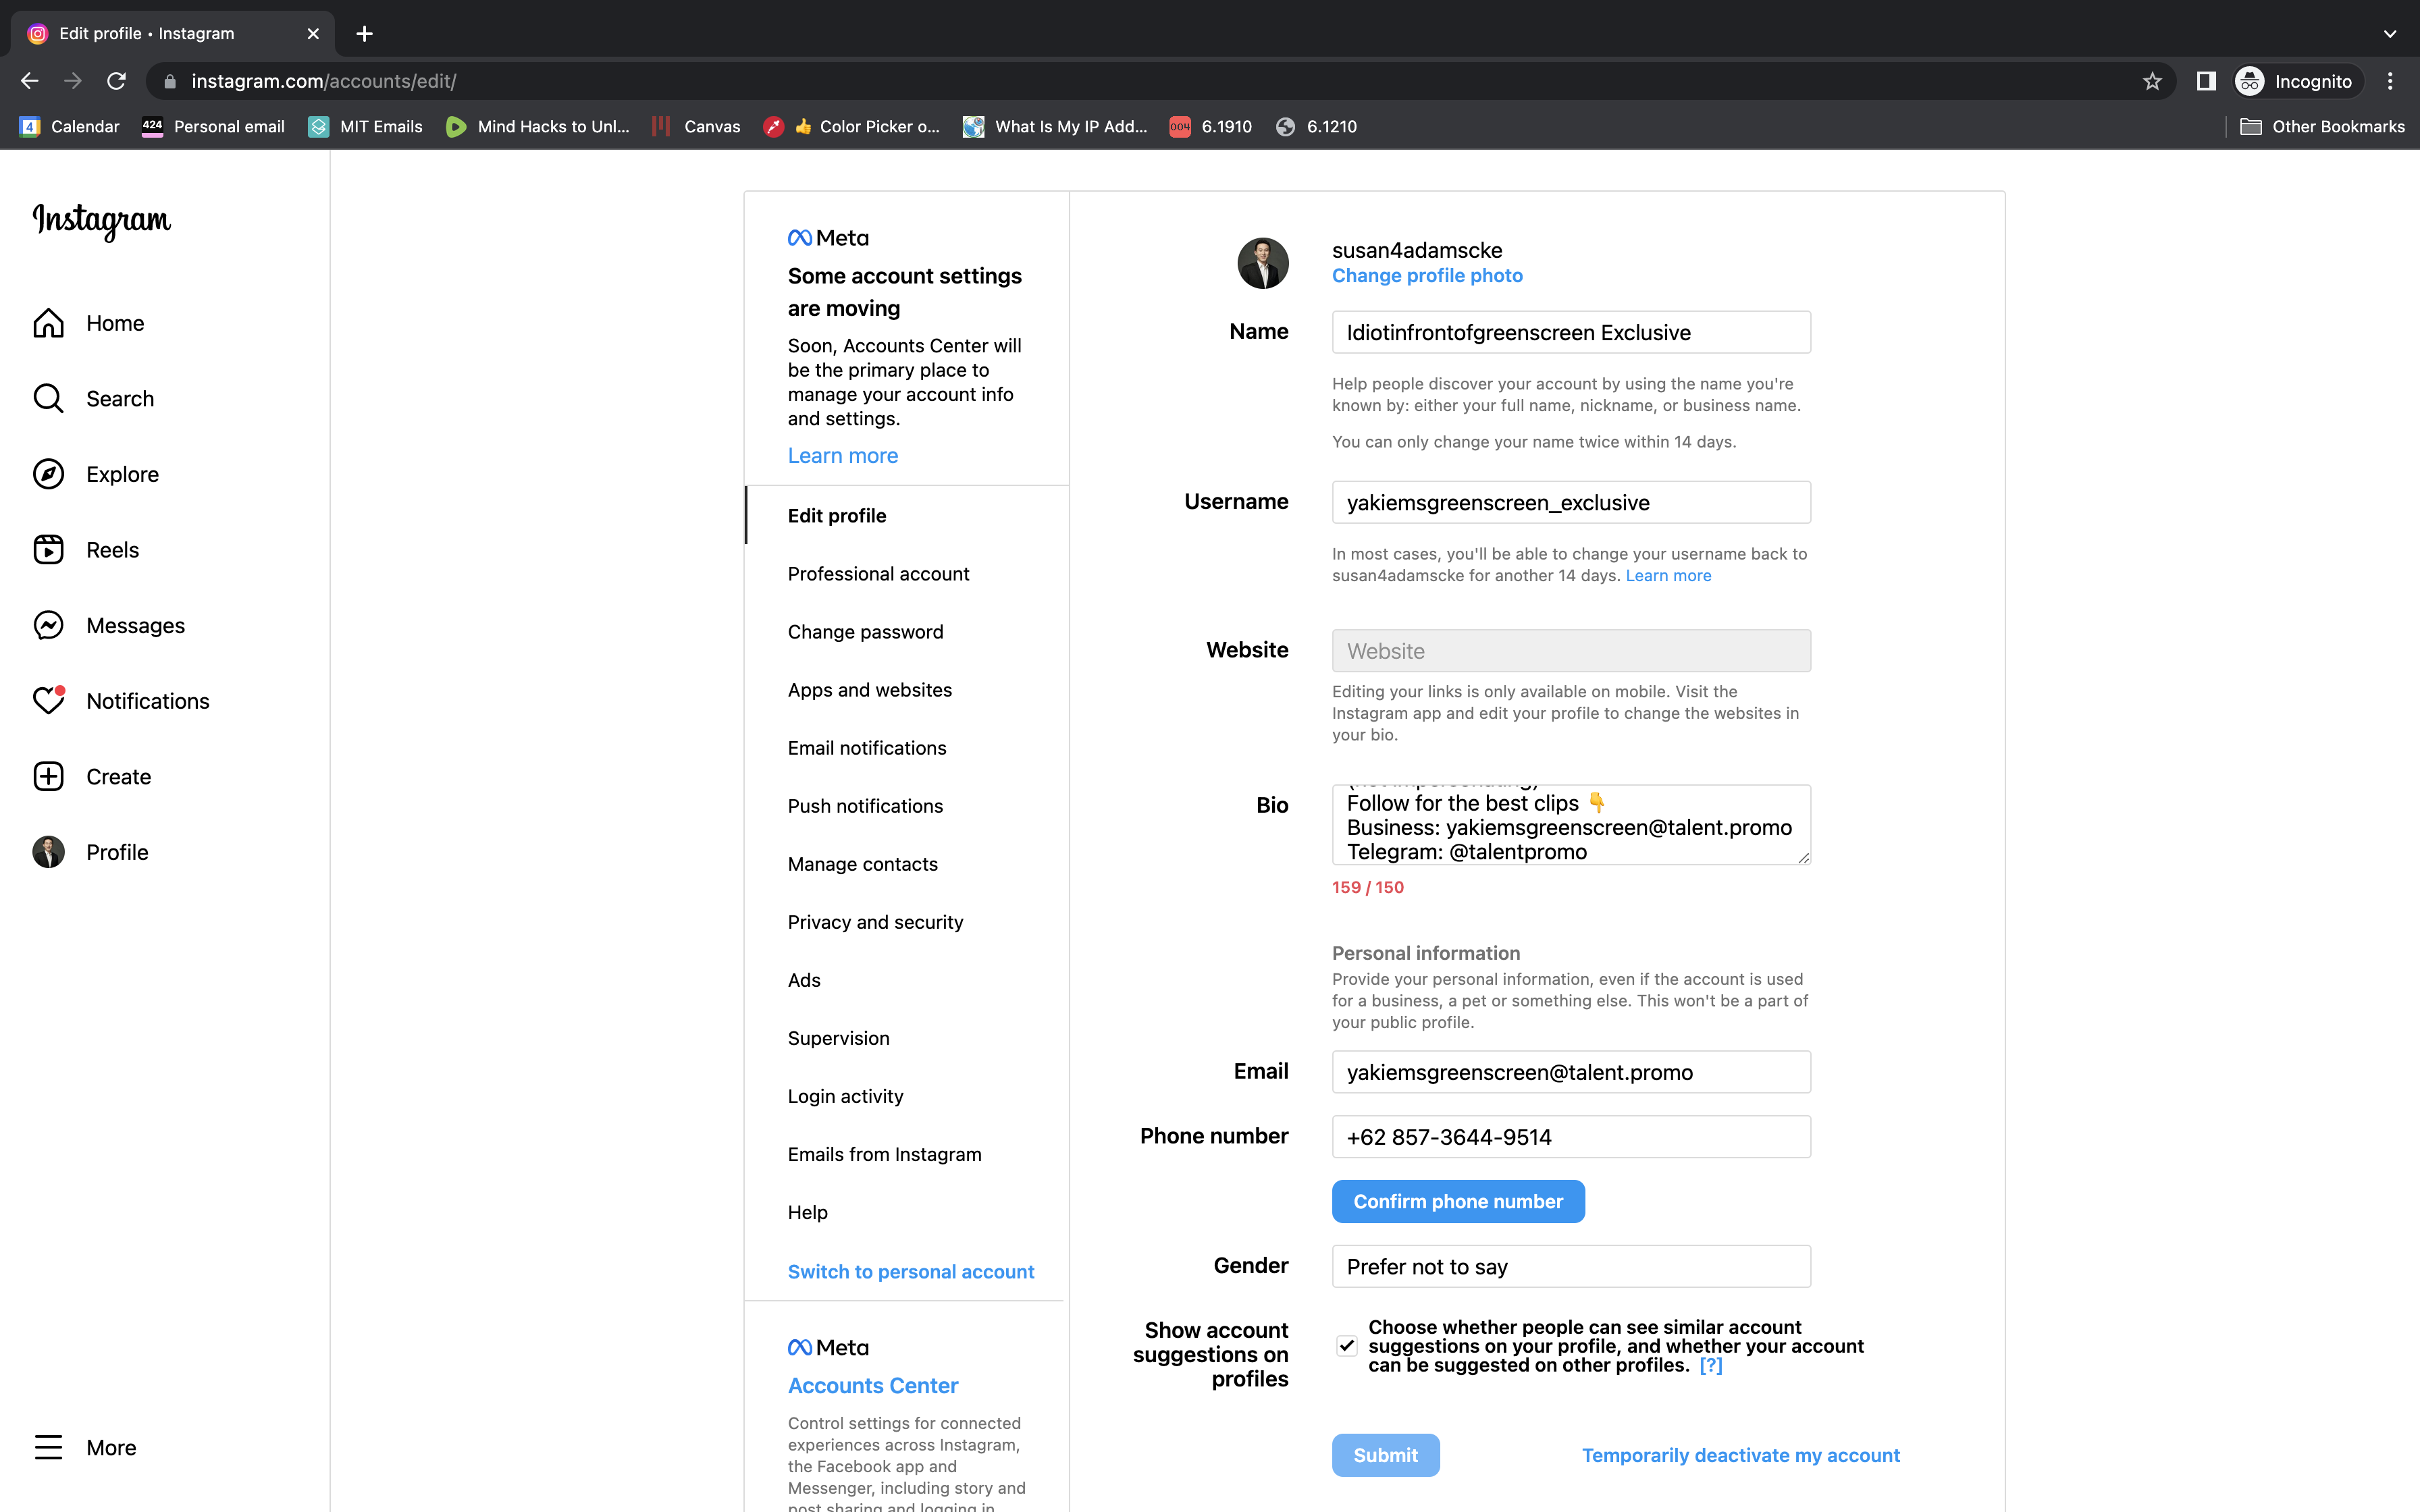 Edit profile • Instagram
instagram.com/accounts/edit/
Incognito
Calendar
424
Personal email
MIT Emails
Mind Hacks to Unl...
Canvas
👍 Color Picker o...
What Is My IP Add...
004
6.1910
6.1210
Other Bookmarks
Instagram
Home
Search
Explore
Reels
Messages
Notifications
Create
Profile
More
Meta
Some account settings
are moving
Soon, Accounts Center will
be the primary place to
manage your account info
and settings.
Learn more
Edit profile
Professional account
Change password
Apps and websites
Email notifications
Push notifications
Manage contacts
Privacy and security
Ads
Supervision
Login activity
Emails from Instagram
Help
Switch to personal account
Meta
Accounts Center
Control settings for connected
experiences across Instagram,
the Facebook app and
Messenger, including story and
post sharing and logging in.
susan4adamscke
Change profile photo
Name
Idiotinfrontofgreenscreen Exclusive
Help people discover your account by using the name you're
known by: either your full name, nickname, or business name.
You can only change your name twice within 14 days.
Username
yakiemsgreenscreen_exclusive
In most cases, you'll be able to change your username back to
susan4adamscke for another 14 days. Learn more
Website
Website
Editing your links is only available on mobile. Visit the
Instagram app and edit your profile to change the websites in
your bio.
Bio
(not impersonating)
Follow for the best clips 👇
Business: yakiemsgreenscreen@talent.promo
Telegram: @talentpromo
159 / 150
Personal information
Provide your personal information, even if the account is used
for a business, a pet or something else. This won't be a part of
your public profile.
Email
yakiemsgreenscreen@talent.promo
Phone number
+62 857-3644-9514
Confirm phone number
Gender
Prefer not to say
Show account
suggestions on
profiles
Choose whether people can see similar account
suggestions on your profile, and whether your account
can be suggested on other profiles. [?]
Submit
Temporarily deactivate my account